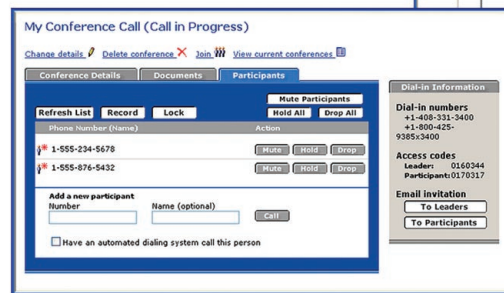 My Conference Call (Call in Progress)
Change details Delete conference Join View current conferences
Conference Details Documents Participants
Mute Participants
Refresh List Record Lock Hold All Drop All
Phone Number (Name) Action
1-555-234-5678 Mute Hold Drop
1-555-876-5432 Mute Hold Drop
Add a new participant
Number Name (optional)
Call
Have an automated dialing system call this person
Dial-in Information
Dial-in numbers
+1-408-331-3400
+1-800-425-
9385x3400
Access codes
Leader: 0160344
Participant: 0170317
Email invitation
To Leaders
To Participants